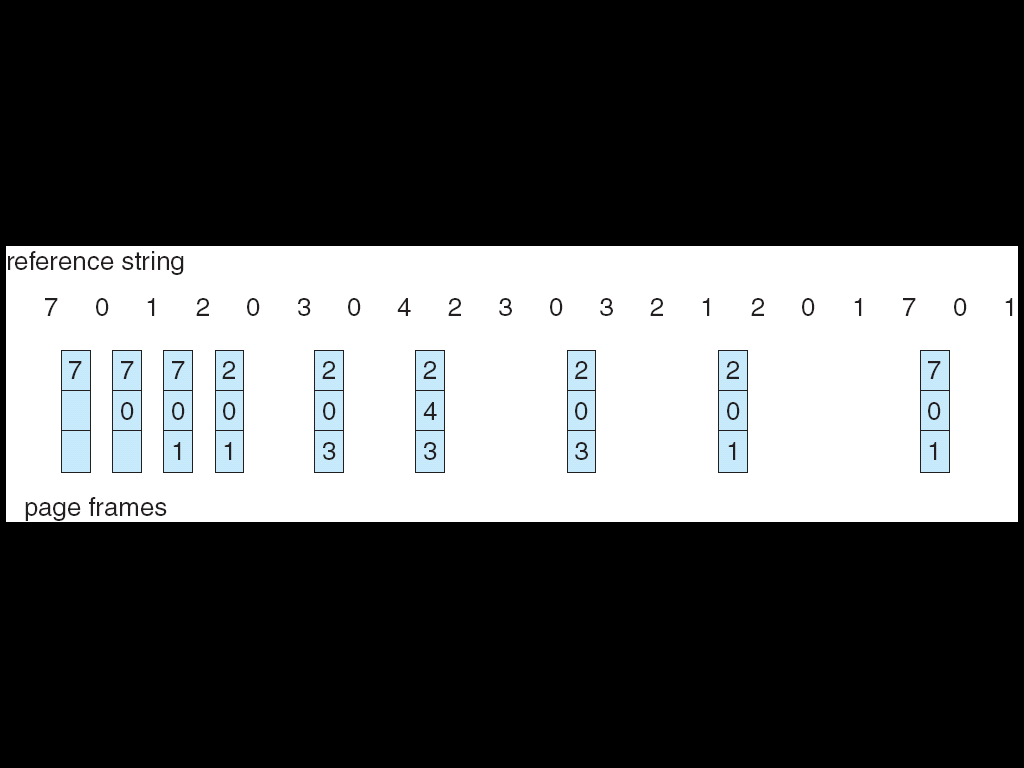 reference string
7 0 1 2 0 3 0 4 2 3 0 3 2 1 2 0 1 7 0 1
7 7 7 2 2 2 2 2 7
0 0 0 0 4 0 0 0
1 1 3 3 3 1 1
page frames